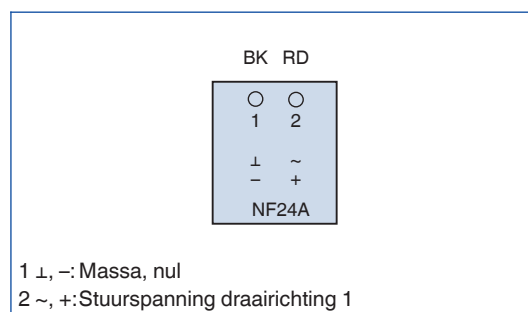 BK RD
1 2
⊥ ~
– +
NF24A
1 ⊥, –: Massa, nul
2 ~, +:Stuurspanning draairichting 1